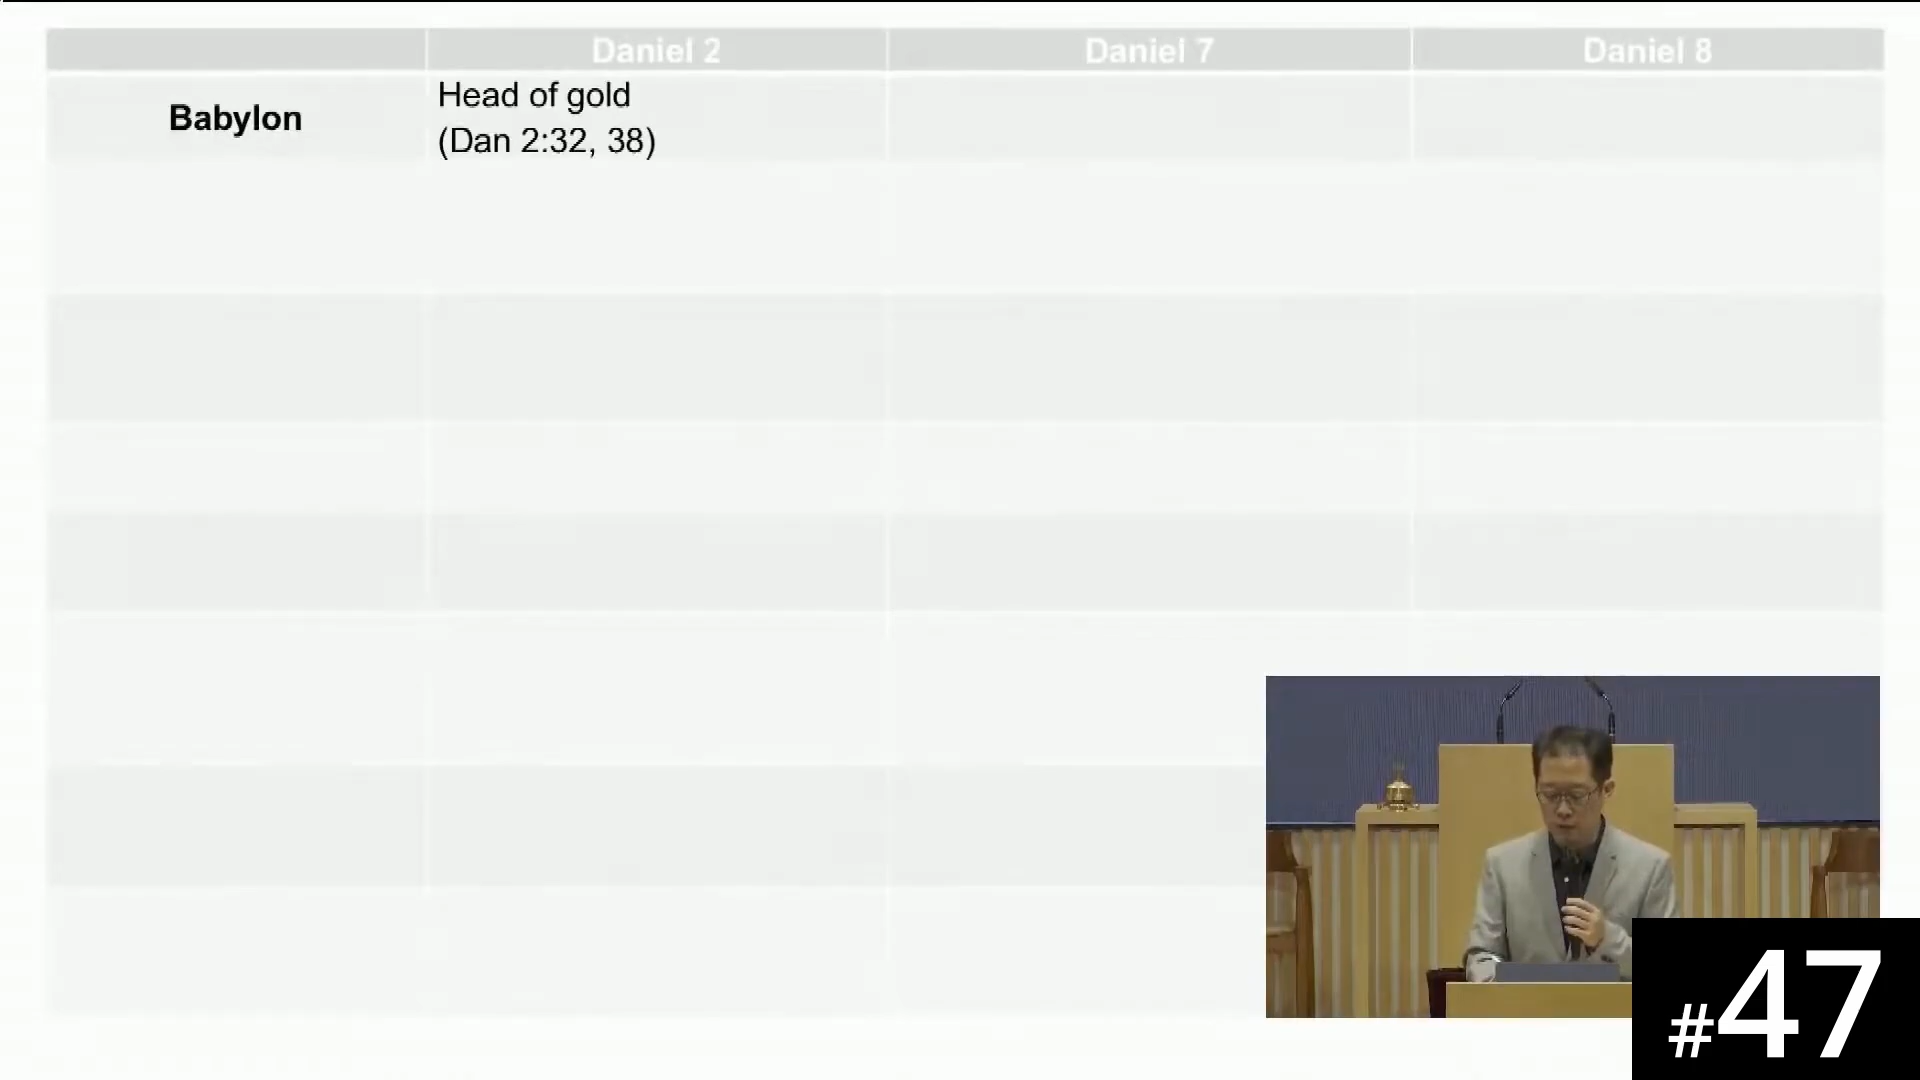 Daniel 2
Daniel 7
Daniel 8
Babylon
Head of gold
(Dan 2:32, 38)
#47